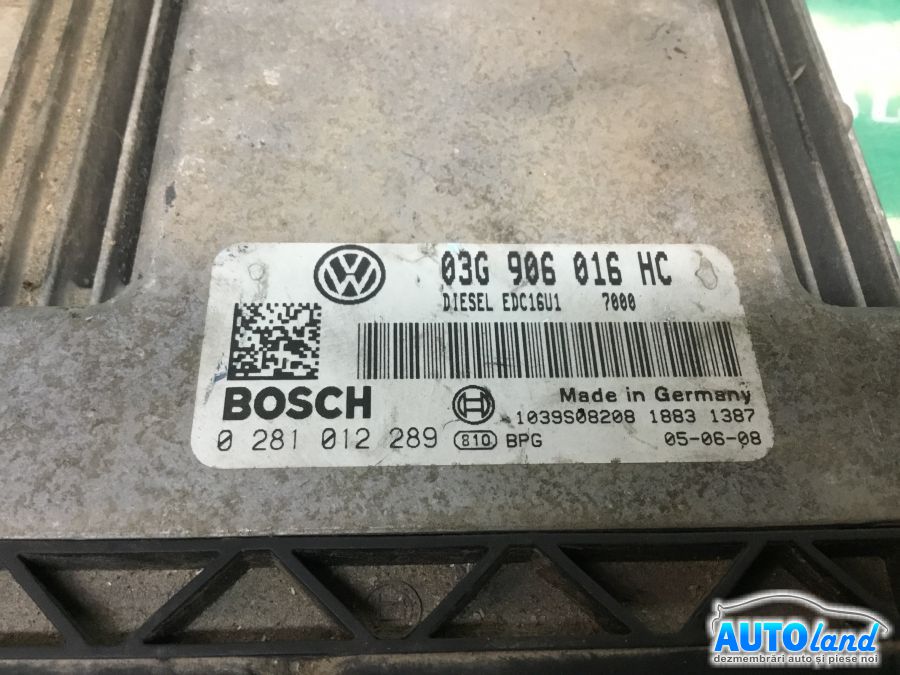 03G 906 016 HC
DIESEL EDC16U1 7000
BOSCH
Made in Germany
1039S08208 1883 1387
0 281 012 289 810 BPG 05-06-08
AUTOland
dezmembrări auto și piese noi